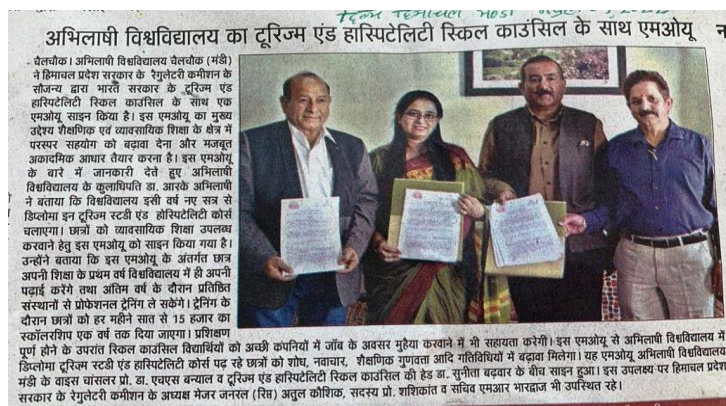 दिव्य हिमाचल मंडी
अभिलाषी विश्वविद्यालय का टूरिज्म एंड हास्पिटेलिटी स्किल काउंसिल के साथ एमओयू
न
चैलचौक। अभिलाषी विश्वविद्यालय चैलचौक (मंडी)
ने हिमाचल प्रदेश सरकार के रेगुलेटरी कमिशन के
सौजन्य द्वारा भारत सरकार के टूरिज्म एंड
हास्पिटेलिटी स्किल काउंसिल के साथ एक
एमओयू साइन किया है। इस एमओयू का मुख्य
उद्देश्य शैक्षणिक एवं व्यावसायिक शिक्षा के क्षेत्र में
परस्पर सहयोग को बढ़ावा देना और मजबूत
अकादमिक आधार तैयार करना है। इस एमओयू
के बारे में जानकारी देते हुए अभिलाषी
विश्वविद्यालय के कुलाधिपति डा. आरके अभिलाषी
ने बताया कि विश्वविद्यालय इसी वर्ष नए सत्र से
डिप्लोमा इन टूरिज्म स्टडी एंड होस्पिटेलिटी कोर्स
चलाएगा। छात्रों को व्यावसायिक शिक्षा उपलब्ध
करवाने हेतु इस एमओयू को साइन किया गया है।
उन्होंने बताया कि इस एमओयू के अंतर्गत छात्र
अपनी शिक्षा के प्रथम वर्ष विश्वविद्यालय में ही अपनी
पढ़ाई करेंगे तथा अंतिम वर्ष के दौरान प्रतिष्ठित
संस्थानों से प्रोफेशनल ट्रेनिंग ले सकेंगे। ट्रेनिंग के
दौरान छात्रों को हर महीने सात से 15 हजार का
स्कॉलरशिप एक वर्ष तक दिया जाएगा। प्रशिक्षण
पूर्ण होने के उपरांत स्किल काउंसिल विद्यार्थियों को अच्छी कंपनियों में जॉब के अवसर मुहैया करवाने में भी सहायता करेगी। इस एमओयू से अभिलाषी विश्वविद्यालय में
डिप्लोमा टूरिज्म स्टडी एंड होस्पिटेलिटी कोर्स पढ़ रहे छात्रों को शोध, नवाचार, शैक्षणिक गुणवता आदि गतिविधियों में बढ़ावा मिलेगा। यह एमओयू अभिलाषी विश्वविद्यालय
मंडी के वाइस चांसलर प्रो. डा. एचएस बन्याल व टूरिज्म एंड हास्पिटेलिटी स्किल काउंसिल की हेड डा. सुनीता बढ़वार के बीच साइन हुआ। इस उपलक्ष पर हिमाचल प्रदेश
सरकार के रेगुलेटरी कमिशन के अध्यक्ष मेजर जनरल (रिप्त) अतुल कौशिक, सदस्य प्रो. शशिकांत व सचिव एमआर भारद्वाज भी उपस्थित रहे।